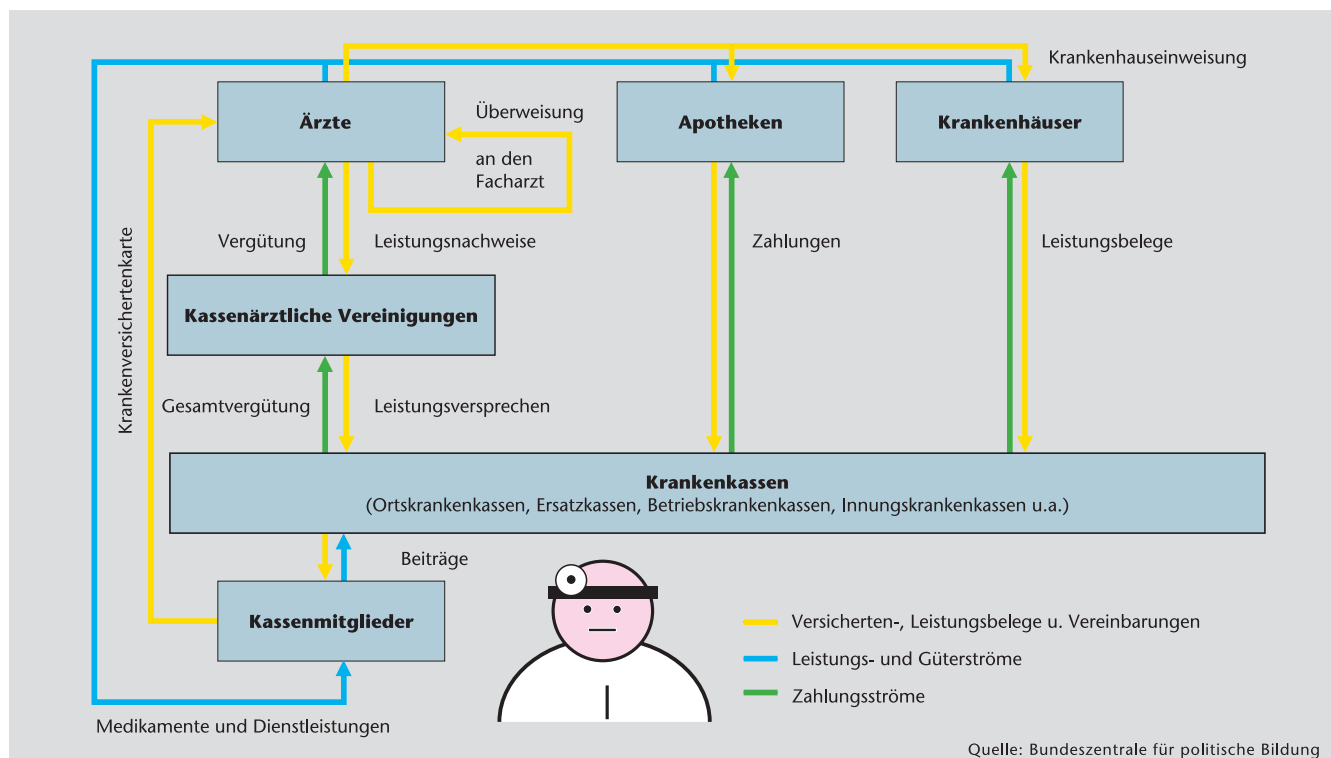 Krankenhauseinweisung
Ärzte
Überweisung
an den
Facharzt
Apotheken
Krankenhäuser
Krankenversichertenkarte
Vergütung
Leistungsnachweise
Zahlungen
Leistungsbelege
Kassenärztliche Vereinigungen
Gesamtvergütung
Leistungsversprechen
Krankenkassen
(Ortskrankenkassen, Ersatzkassen, Betriebskrankenkassen, Innungskrankenkassen u.a.)
Beiträge
Kassenmitglieder
Versicherten-, Leistungsbelege u. Vereinbarungen
Leistungs- und Güterströme
Zahlungsströme
Medikamente und Dienstleistungen
Quelle: Bundeszentrale für politische Bildung